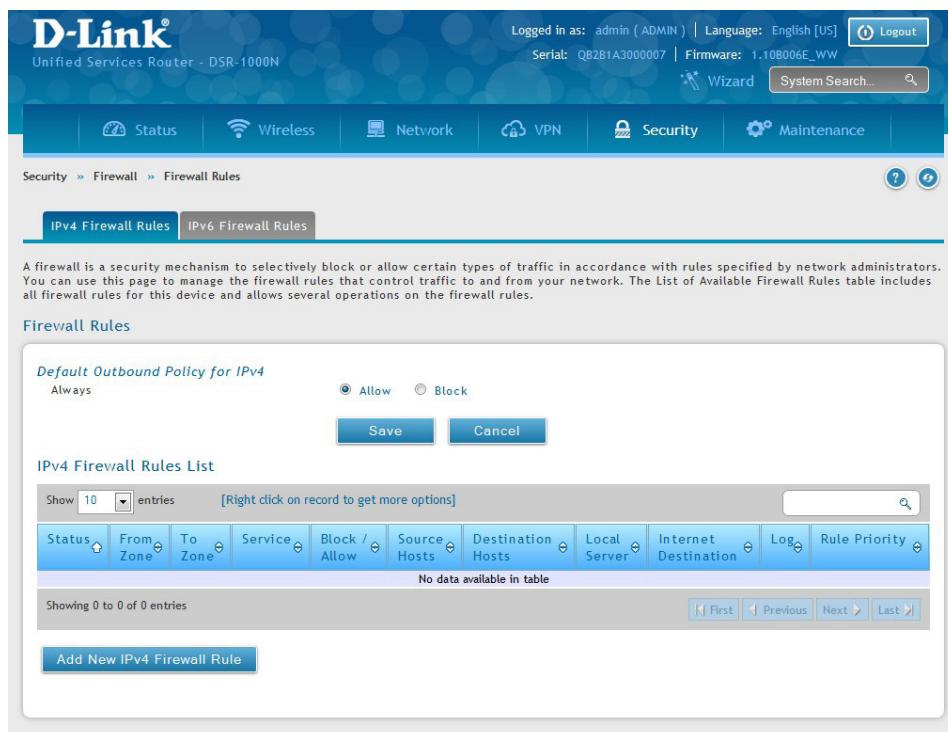 D-Link®
Unified Services Router - DSR-1000N
Logged in as: admin ( ADMIN ) | Language: English [US]
Logout
Serial: QB2B1A3000007 | Firmware: 1.10B006E_WW
Wizard
System Search...
Status
Wireless
Network
VPN
Security
Maintenance
Security » Firewall » Firewall Rules
IPv4 Firewall Rules
IPv6 Firewall Rules
A firewall is a security mechanism to selectively block or allow certain types of traffic in accordance with rules specified by network administrators.
You can use this page to manage the firewall rules that control traffic to and from your network. The List of Available Firewall Rules table includes
all firewall rules for this device and allows several operations on the firewall rules.
Firewall Rules
Default Outbound Policy for IPv4
Always
Allow
Block
Save
Cancel
IPv4 Firewall Rules List
Show 10 entries
[Right click on record to get more options]
Status
From Zone
To Zone
Service
Block / Allow
Source Hosts
Destination Hosts
Local Server
Internet Destination
Log
Rule Priority
No data available in table
Showing 0 to 0 of 0 entries
First
Previous
Next
Last
Add New IPv4 Firewall Rule